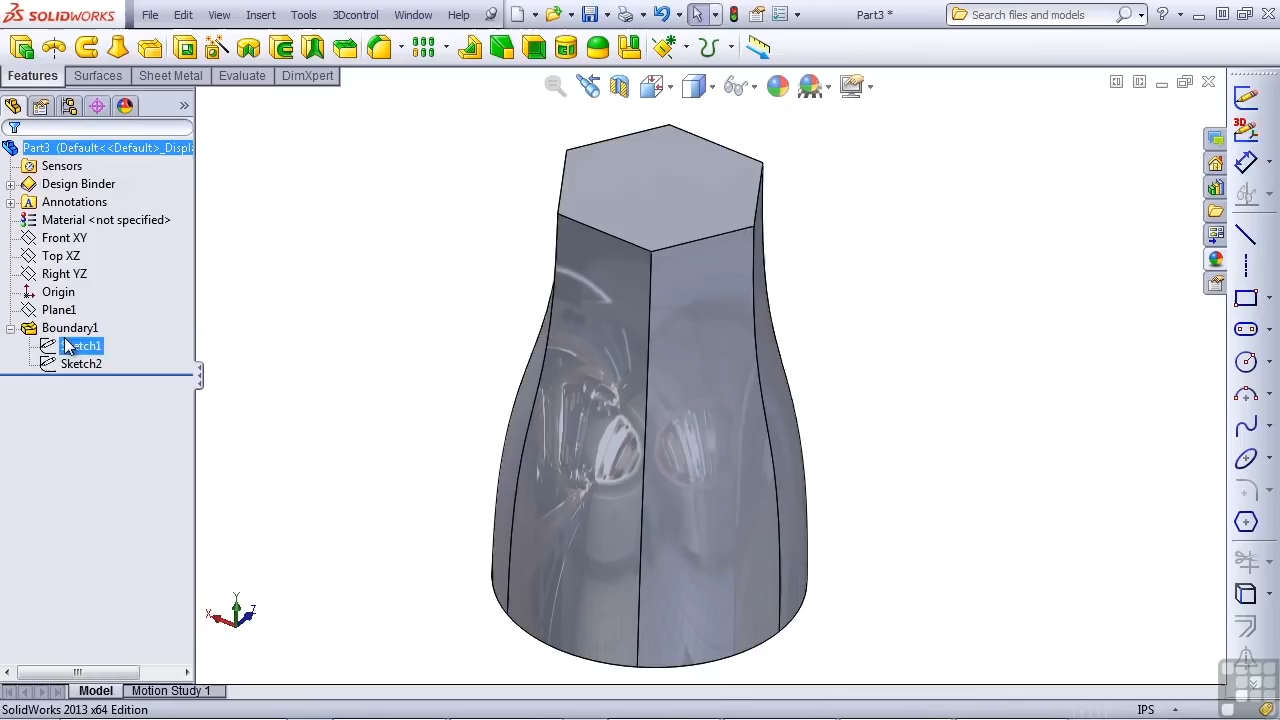 SOLIDWORKS File Edit View Insert Tools 3Dcontrol Window Help Part3 * Search files and models
Features Surfaces Sheet Metal Evaluate DimXpert
Part3 (Default<<Default>_Displa
Sensors
Design Binder
Annotations
Material <not specified>
Front XY
Top XZ
Right YZ
Origin
Plane1
Boundary1
Sketch2
3D
Y
X Z
Model Motion Study 1
SolidWorks 2013 x64 Edition IPS